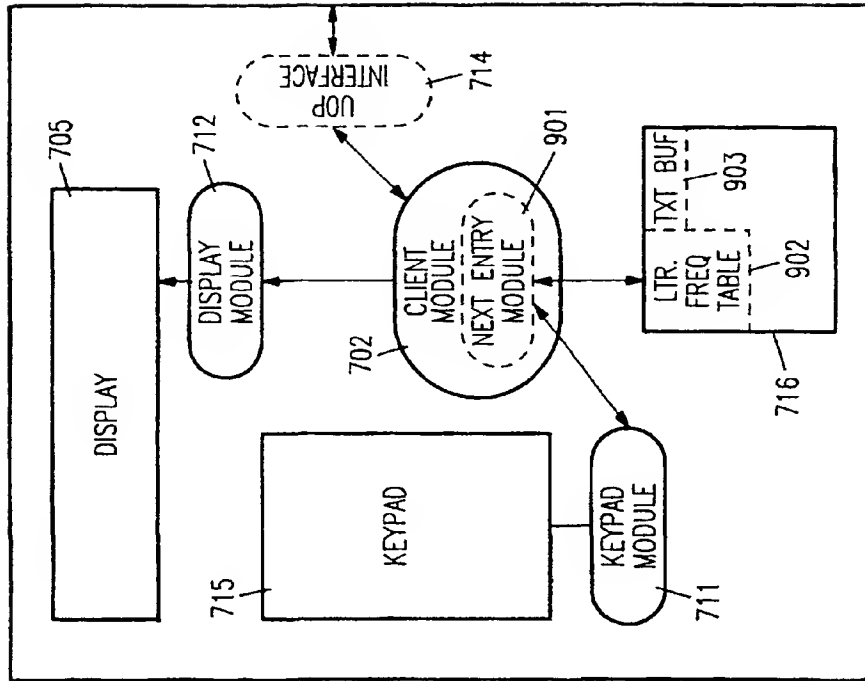 705
DISPLAY
712
DISPLAY
MODULE
UDP
INTERFACE
714
CLIENT
MODULE
702
NEXT ENTRY
MODULE
901
715
KEYPAD
KEYPAD
MODULE
711
LTR.
FREQ
TABLE
902
TXT BUF
903
716